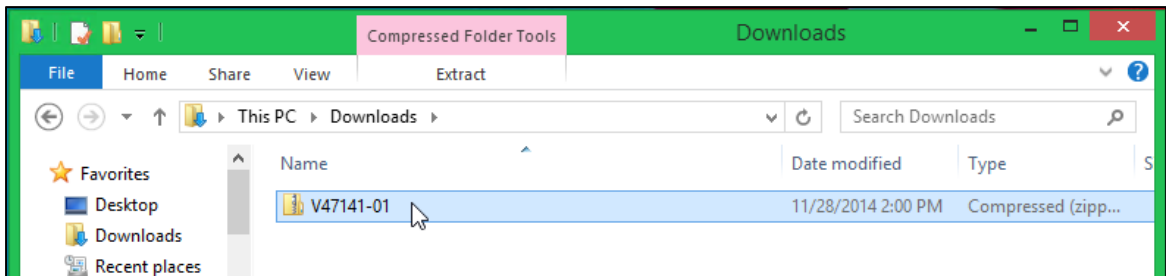 Compressed Folder Tools
Downloads
File Home Share View Extract
This PC Downloads Search Downloads
Favorites
Desktop
Downloads
Recent places
Name Date modified Type S
V47141-01 11/28/2014 2:00 PM Compressed (zipp...